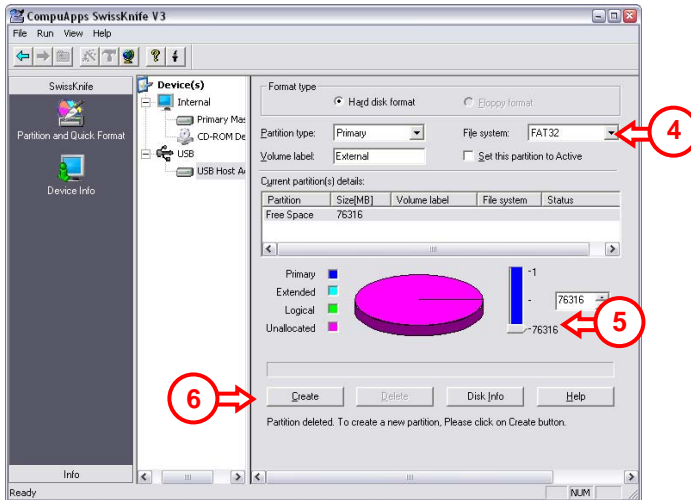 CompuApps SwissKnife V3
File Run View Help
SwissKnife
Partition and Quick Format
Device Info
Info
Device(s)
Internal
Primary Mas
CD-ROM De
USB
USB Host A
Format type
Hard disk format
Floppy format
Partition type: Primary
File system: FAT32
4
Volume label: External
Set this partition to Active
Current partition(s) details:
Partition Size[MB] Volume label File system Status
Free Space 76316
Primary
Extended
Logical
Unallocated
-1
-
76316
-76316
5
6
Create Delete Disk Info Help
Partition deleted. To create a new partition, Please click on Create button.
Ready
NUM